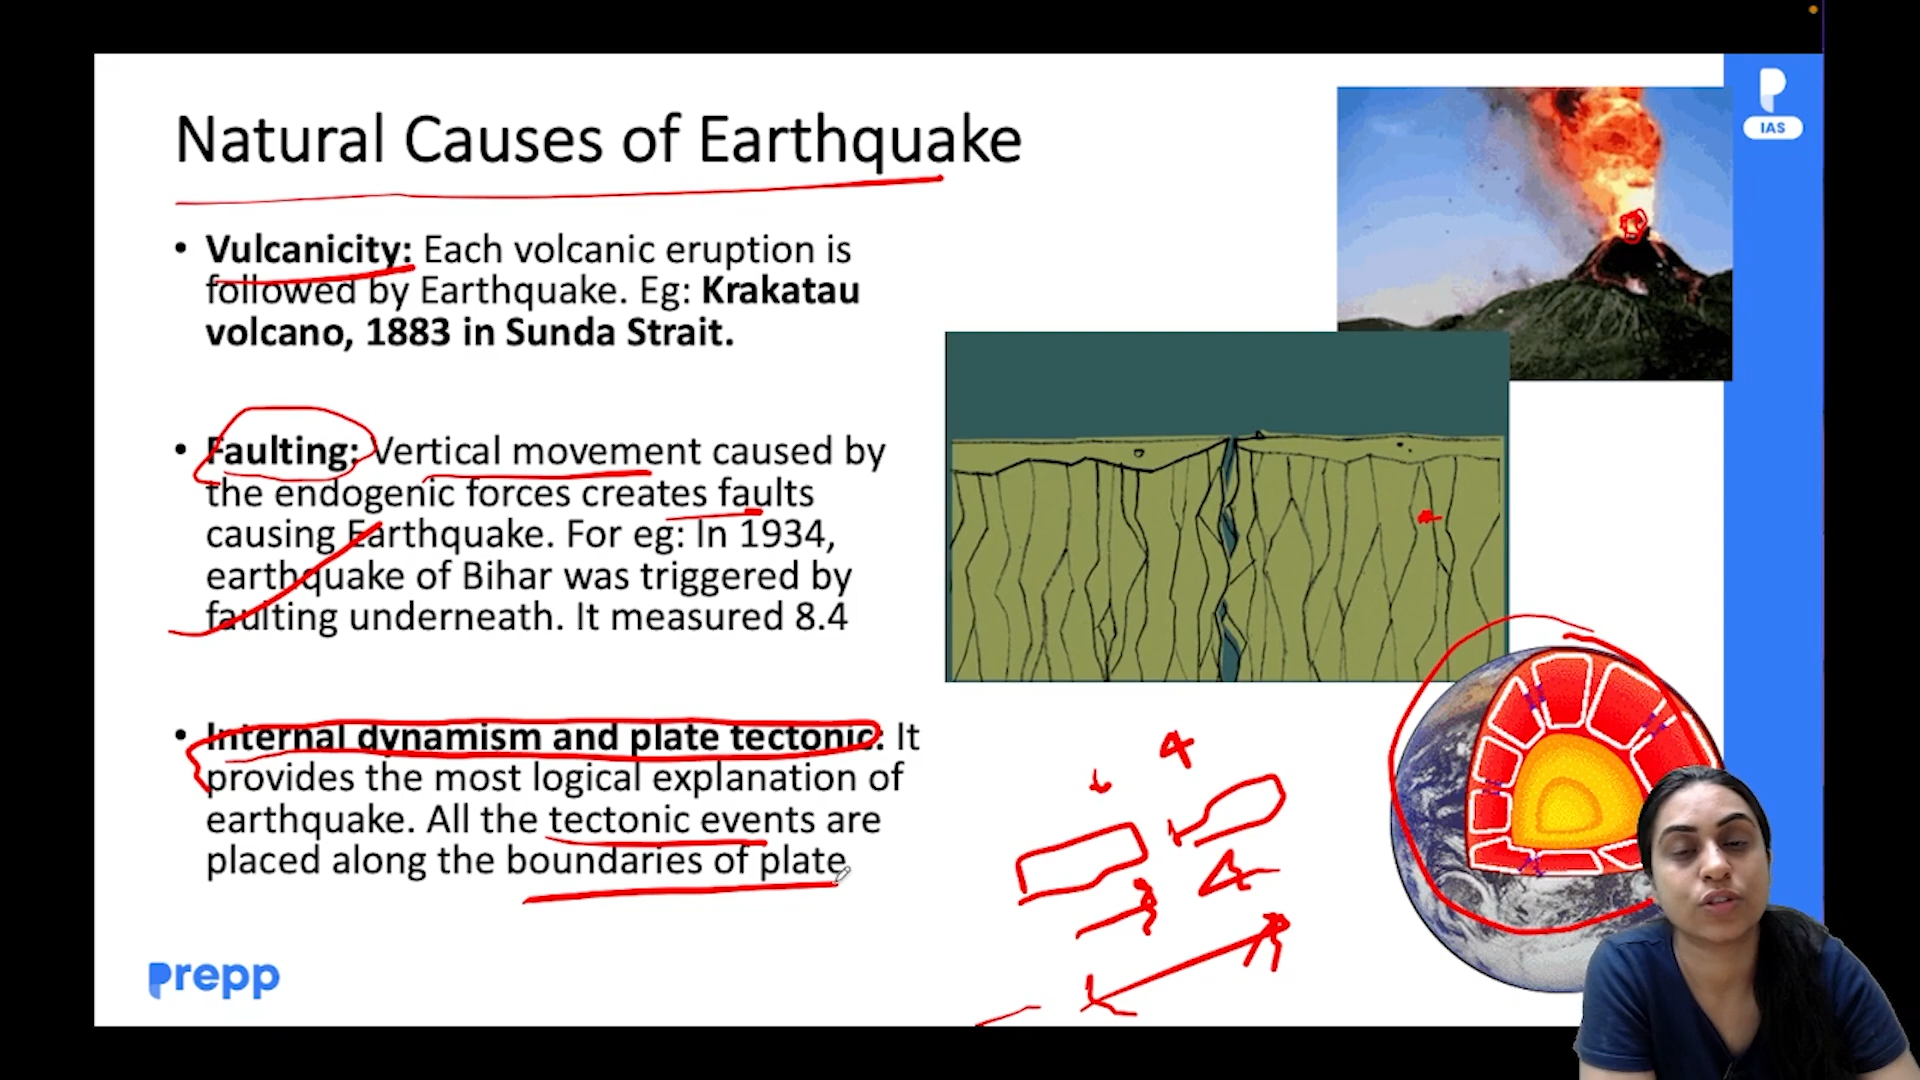 Natural Causes of Earthquake
• Vulcanicity: Each volcanic eruption is
followed by Earthquake. Eg: Krakatau
volcano, 1883 in Sunda Strait.
• Faulting: Vertical movement caused by
the endogenic forces creates faults
causing Earthquake. For eg: In 1934,
earthquake of Bihar was triggered by
faulting underneath. It measured 8.4
• Internal dynamism and plate tectonic: It
provides the most logical explanation of
earthquake. All the tectonic events are
placed along the boundaries of plate
prepp
IAS